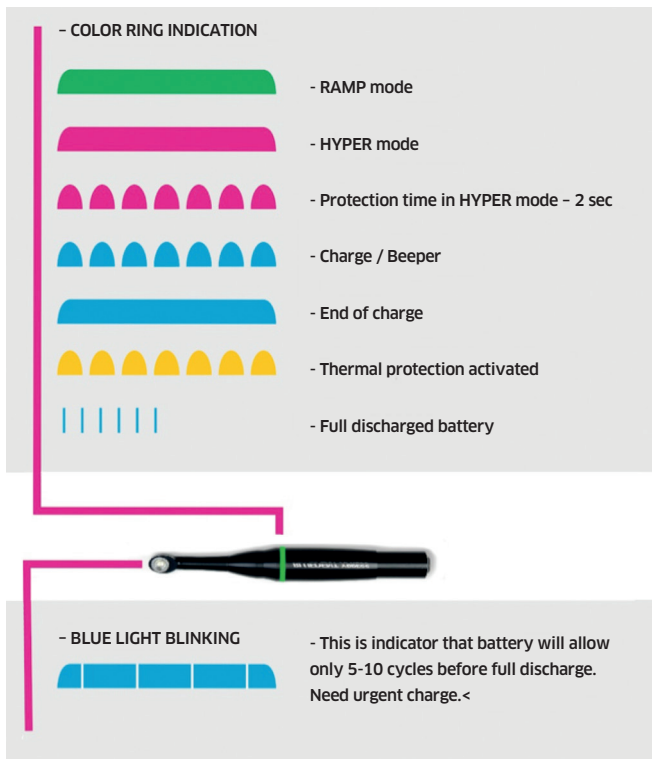 – COLOR RING INDICATION
- RAMP mode
- HYPER mode
- Protection time in HYPER mode – 2 sec
- Charge / Beeper
- End of charge
- Thermal protection activated
- Full discharged battery
– BLUE LIGHT BLINKING
- This is indicator that battery will allow
only 5-10 cycles before full discharge.
Need urgent charge.<